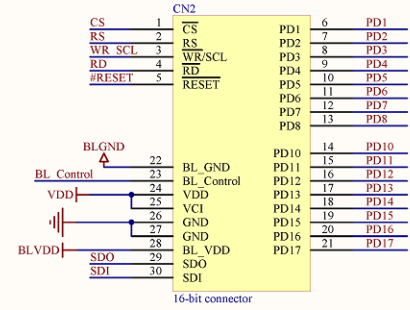 CN2
CS 1 CS PD1 6 PD1
RS 2 RS PD2 7 PD2
WR_SCL 3 WR/SCL PD3 8 PD3
RD 4 RD PD4 9 PD4
#RESET 5 RESET PD5 10 PD5
PD6 11 PD6
PD7 12 PD7
PD8 13 PD8
BLGND PD10 14 PD10
22 BL_GND PD11 15 PD11
BL_Control 23 BL_Control PD12 16 PD12
VDD 24 VDD PD13 17 PD13
25 VCI PD14 18 PD14
26 GND PD15 19 PD15
27 GND PD16 20 PD16
BLVDD 28 BL_VDD PD17 21 PD17
SDO 29 SDO
SDI 30 SDI
16-bit connector